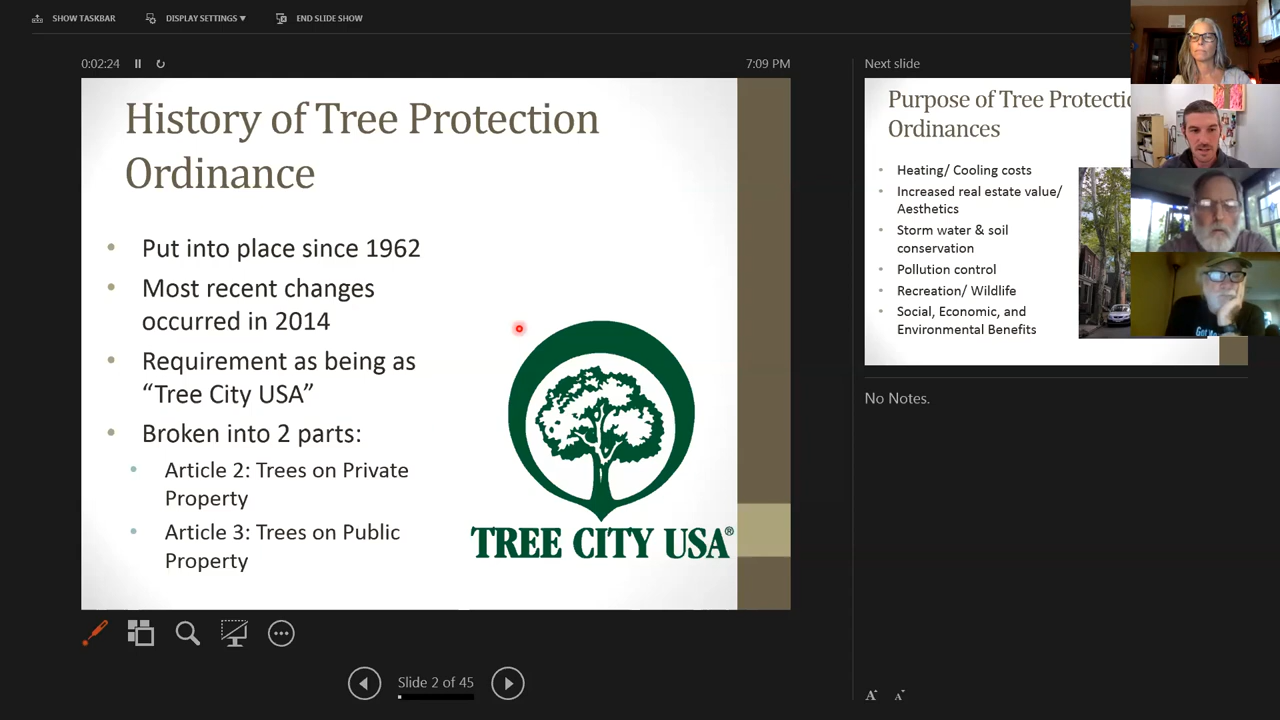 SHOW TASKBAR
DISPLAY SETTINGS ▾
END SLIDE SHOW
0:02:24
7:09 PM
History of Tree Protection
Ordinance
• Put into place since 1962
• Most recent changes
occurred in 2014
• Requirement as being as
“Tree City USA”
• Broken into 2 parts:
• Article 2: Trees on Private
Property
• Article 3: Trees on Public
Property
TREE CITY USA®
Slide 2 of 45
Next slide
Purpose of Tree
Ordinances
• Heating/ Cooling costs
• Increased real estate value/
Aesthetics
• Storm water & soil
conservation
• Pollution control
• Recreation/ Wildlife
• Social, Economic, and
Environmental Benefits
No Notes.
A A